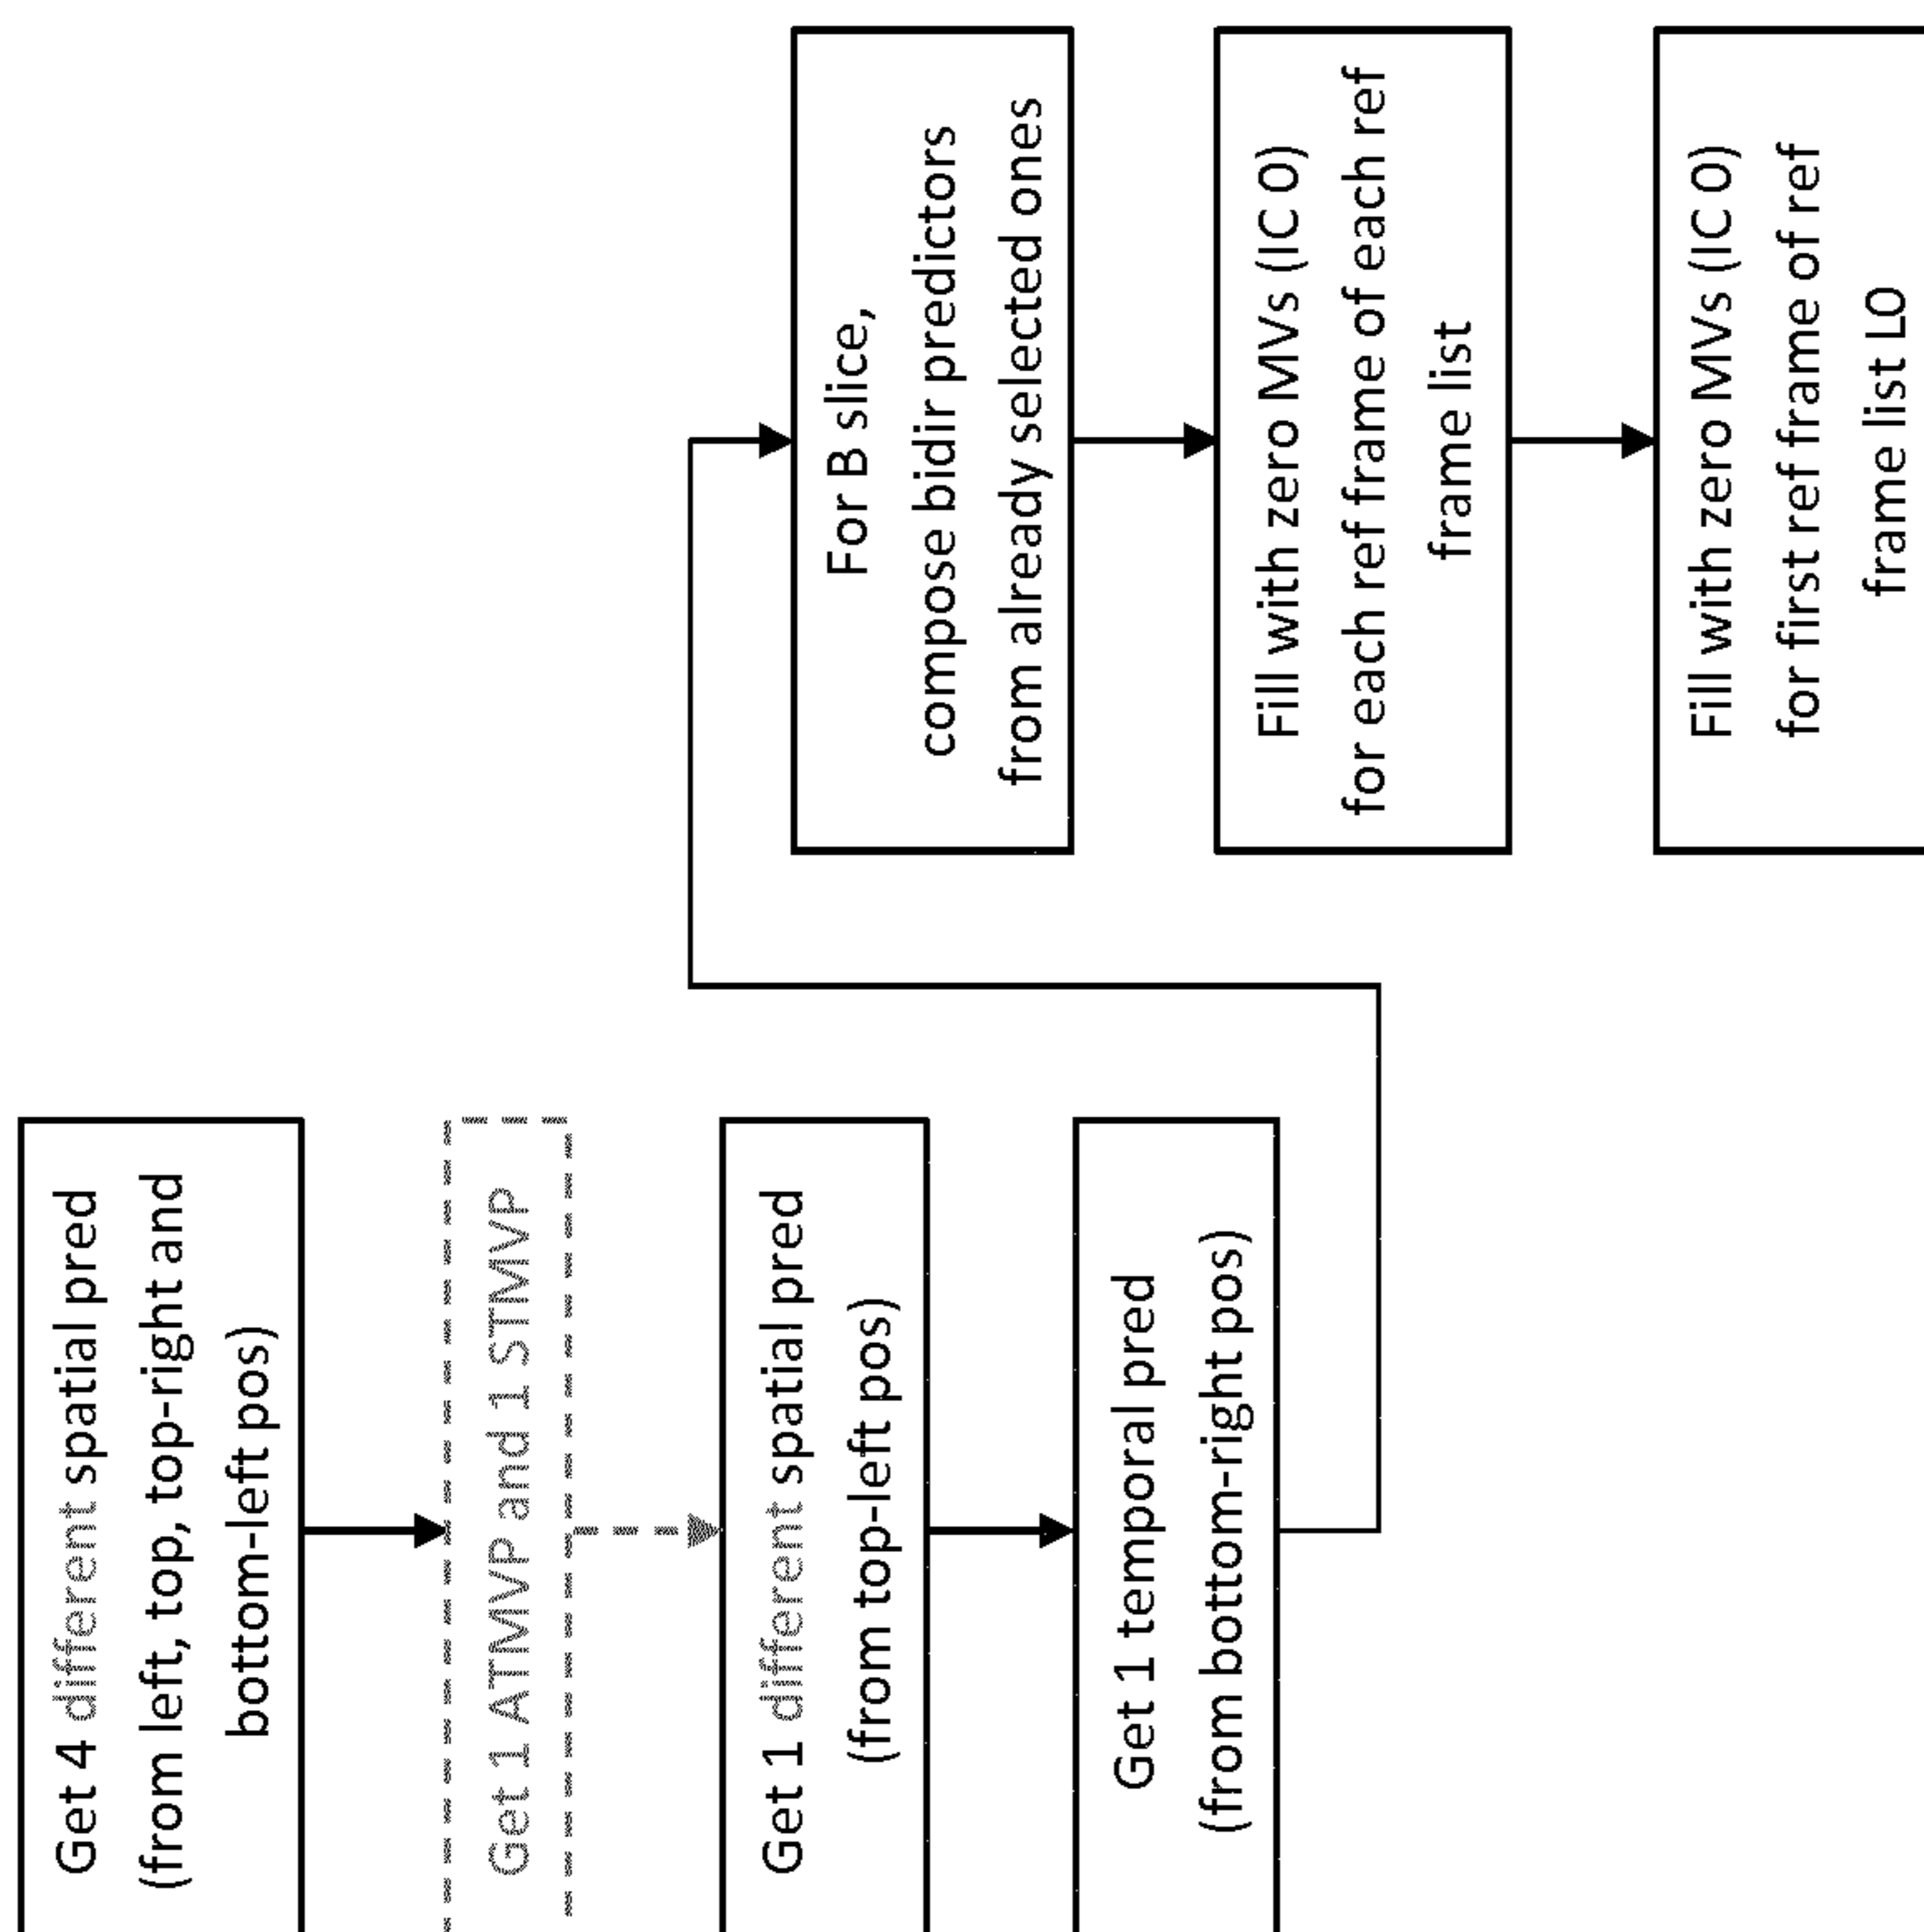 Get 4 different spatial pred
(from left, top, top-right and
bottom-left pos)
Get 1 ATMVP and 1 STMVP
Get 1 different spatial pred
(from top-left pos)
Get 1 temporal pred
(from bottom-right pos)
For B slice,
compose bidir predictors
from already selected ones
Fill with zero MVs (IC 0)
for each ref frame of each ref
frame list
Fill with zero MVs (IC 0)
for first ref frame of ref
frame list L0